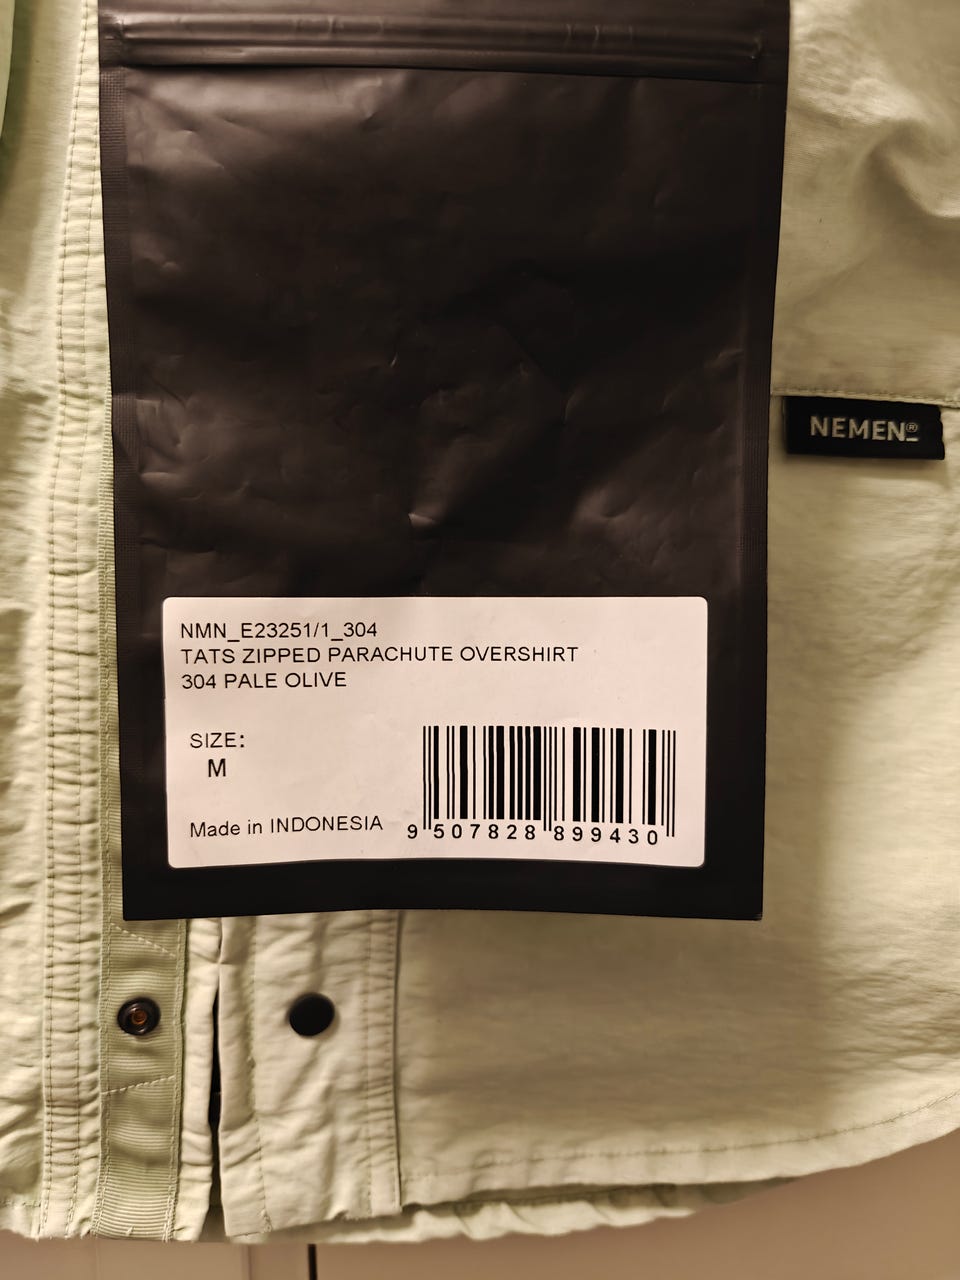 NEMEN®
NMN_E23251/1_304
TATS ZIPPED PARACHUTE OVERSHIRT
304 PALE OLIVE
SIZE:
M
Made in INDONESIA
9 507828 899430